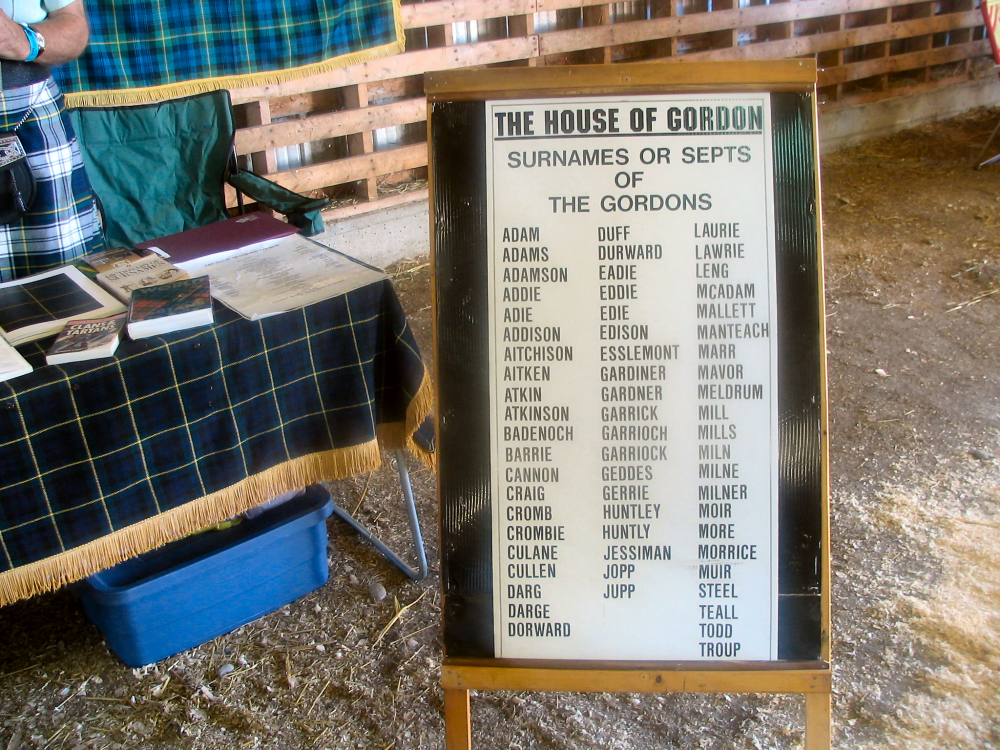 THE HOUSE OF GORDON
SURNAMES OR SEPTS
OF
THE GORDONS
ADAM
ADAMS
ADAMSON
ADDIE
ADIE
ADDISON
AITCHISON
AITKEN
ATKIN
ATKINSON
BADENOCH
BARRIE
CANNON
CRAIG
CROMB
CROMBIE
CULANE
CULLEN
DARG
DARGE
DORWARD
DUFF
DURWARD
EADIE
EDDIE
EDIE
EDISON
ESSLEMONT
GARDINER
GARDNER
GARRICK
GARRIOCH
GARRIOCK
GEDDES
GERRIE
HUNTLEY
HUNTLY
JESSIMAN
JOPP
JUPP
LAURIE
LAWRIE
LENG
MCADAM
MALLETT
MANTEACH
MARR
MAVOR
MELDRUM
MILL
MILLS
MILN
MILNE
MILNER
MOIR
MORE
MORRICE
MUIR
STEEL
TEALL
TODD
TROUP
CLANS
TARTANS